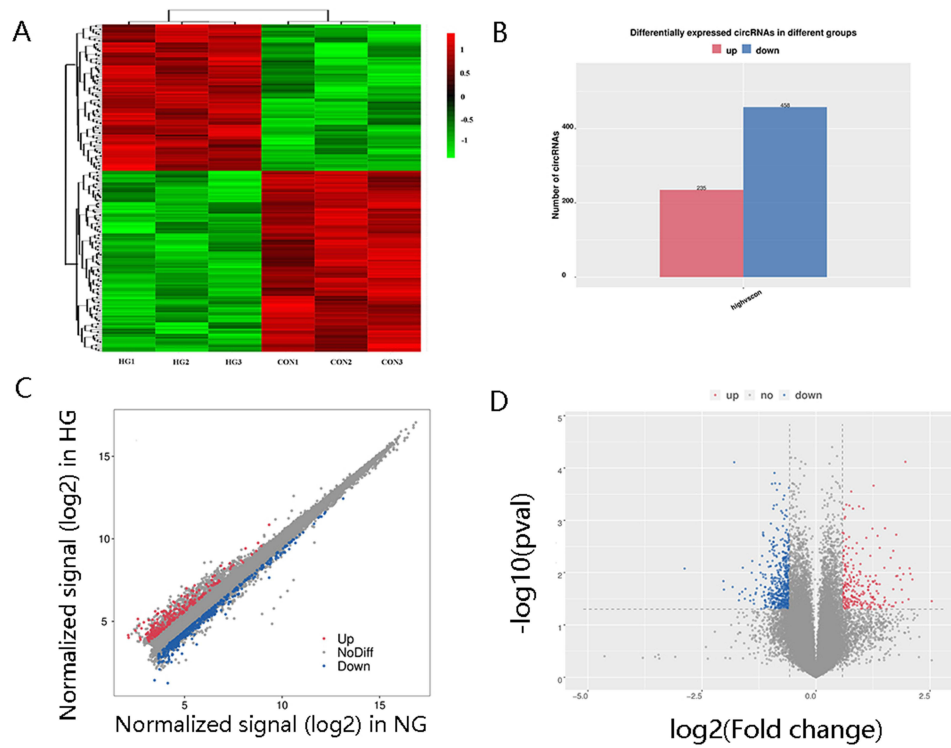 A
1
0.5
0
-0.5
-1
HG1 HG2 HG3 CON1 CON2 CON3
B
Differentially expressed circRNAs in different groups
up down
Number of circRNAs
400
200
0
235
458
highvscon
C
Normalized signal (log2) in HG
15
10
5
Up
NoDiff
Down
5 10 15
Normalized signal (log2) in NG
D
up no down
-log10(pval)
5
4
3
2
1
0
-5.0 -2.5 0.0 2.5
log2(Fold change)